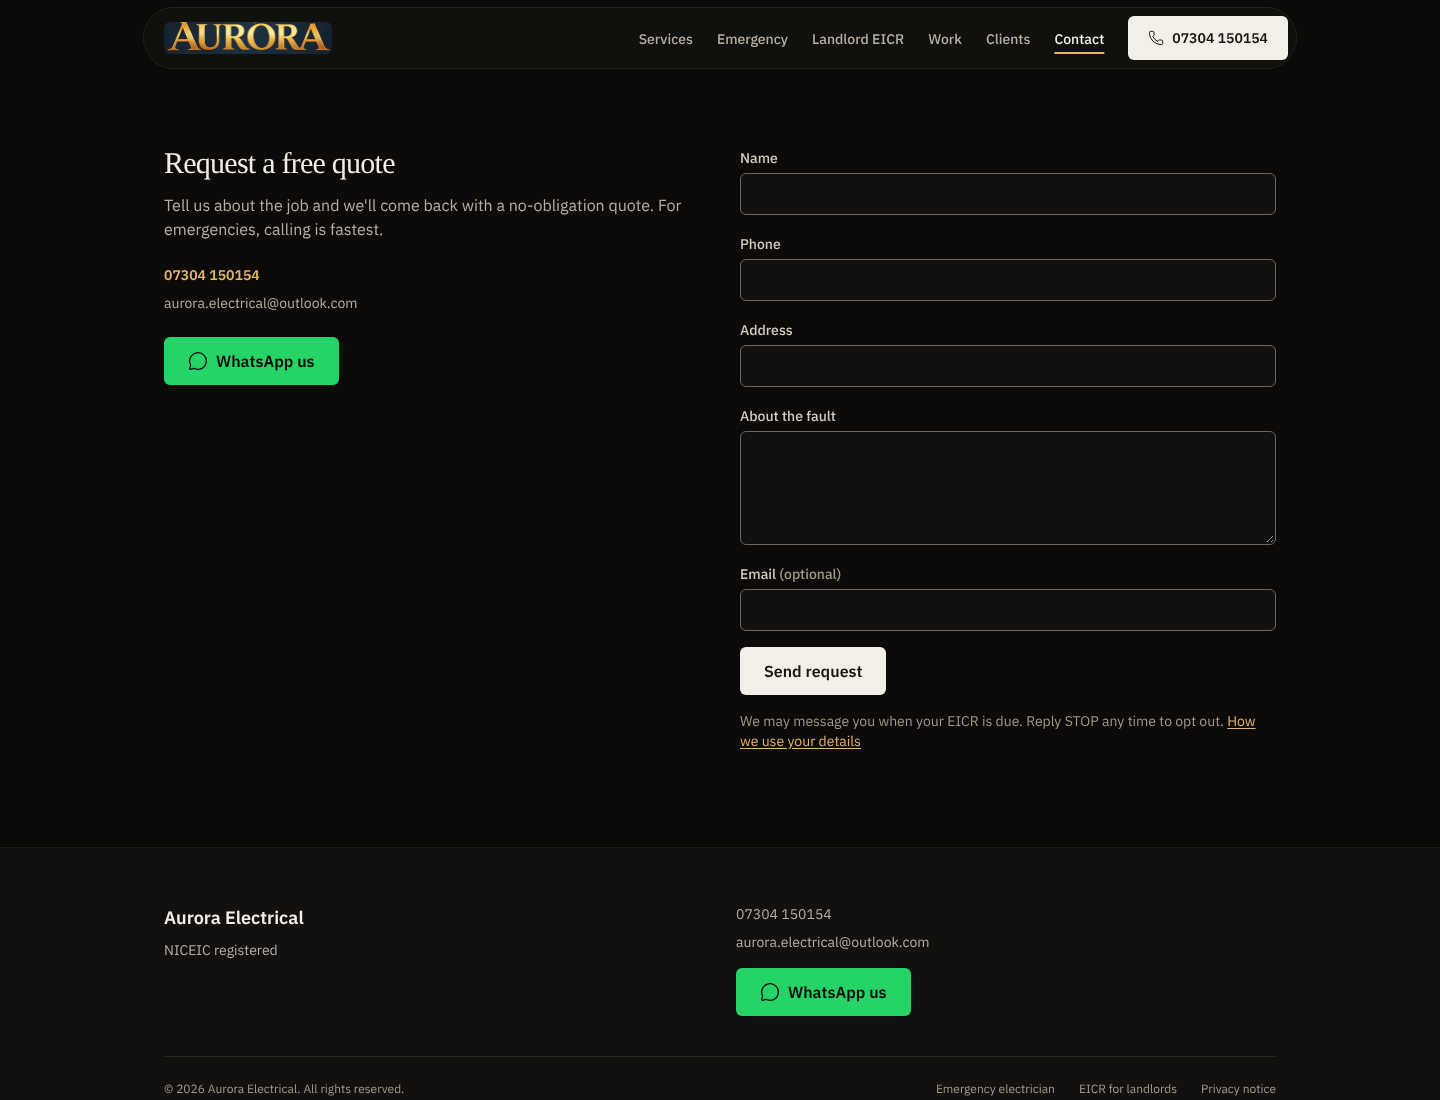 AURORA
Services
Emergency
Landlord EICR
Work
Clients
Contact
07304 150154
Request a free quote
Tell us about the job and we'll come back with a no-obligation quote. For
emergencies, calling is fastest.
07304 150154
aurora.electrical@outlook.com
WhatsApp us
Name
Phone
Address
About the fault
Email (optional)
Send request
We may message you when your EICR is due. Reply STOP any time to opt out. How
we use your details
Aurora Electrical
NICEIC registered
07304 150154
aurora.electrical@outlook.com
WhatsApp us
© 2026 Aurora Electrical. All rights reserved.
Emergency electrician
EICR for landlords
Privacy notice